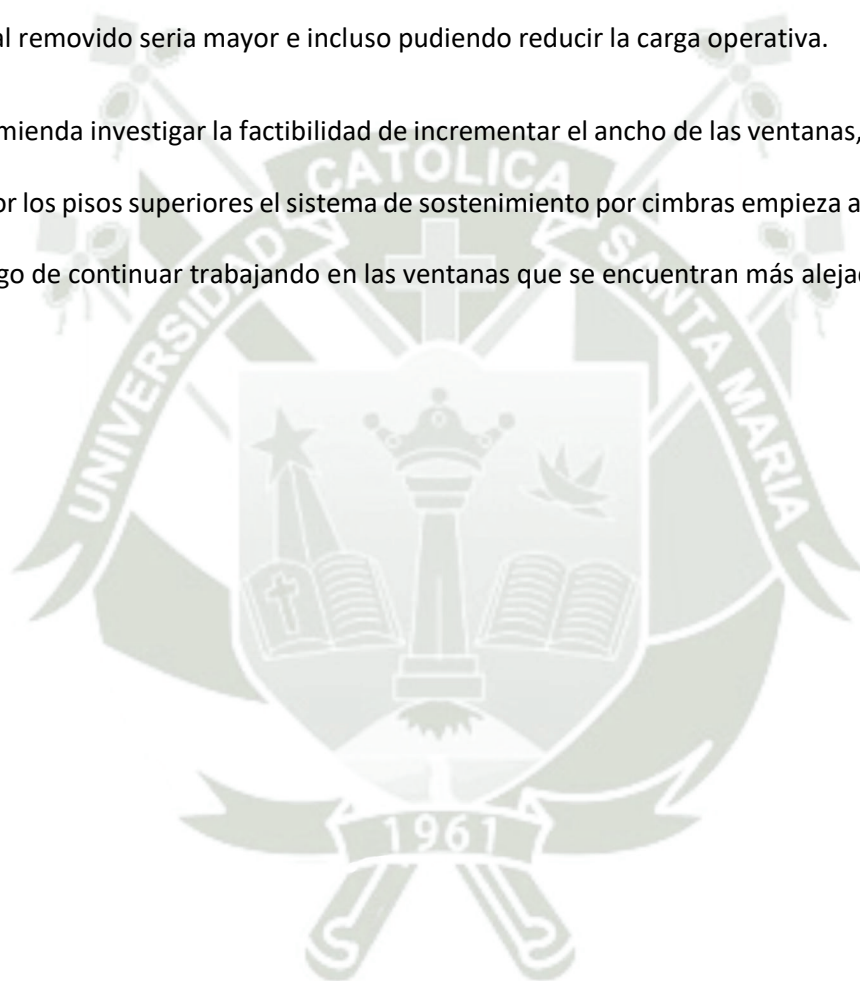 al removido seria mayor e incluso pudiendo reducir la carga operativa.
mienda investigar la factibilidad de incrementar el ancho de las ventanas,
or los pisos superiores el sistema de sostenimiento por cimbras empieza a
go de continuar trabajando en las ventanas que se encuentran más aleja
UNIVERSIDAD CATOLICA SANTA MARIA
1961